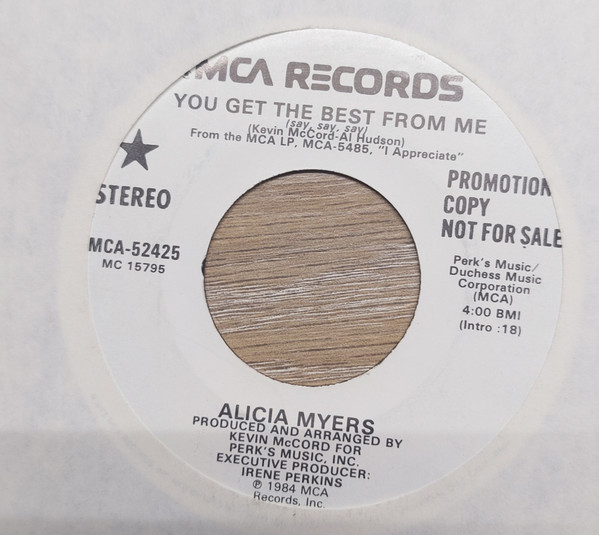 MCA RECORDS
YOU GET THE BEST FROM ME
(say, say, say)
(Kevin McCord-Al Hudson)
From the MCA LP, MCA-5485, "I Appreciate"
STEREO
MCA-52425
MC 15795
PROMOTION
COPY
NOT FOR SALE
Perk's Music/
Duchess Music
Corporation
(MCA)
4:00 BMI
(Intro :18)
ALICIA MYERS
PRODUCED AND ARRANGED BY
KEVIN McCORD FOR
PERK'S MUSIC, INC.
EXECUTIVE PRODUCER:
IRENE PERKINS
℗ 1984 MCA
Records, Inc.